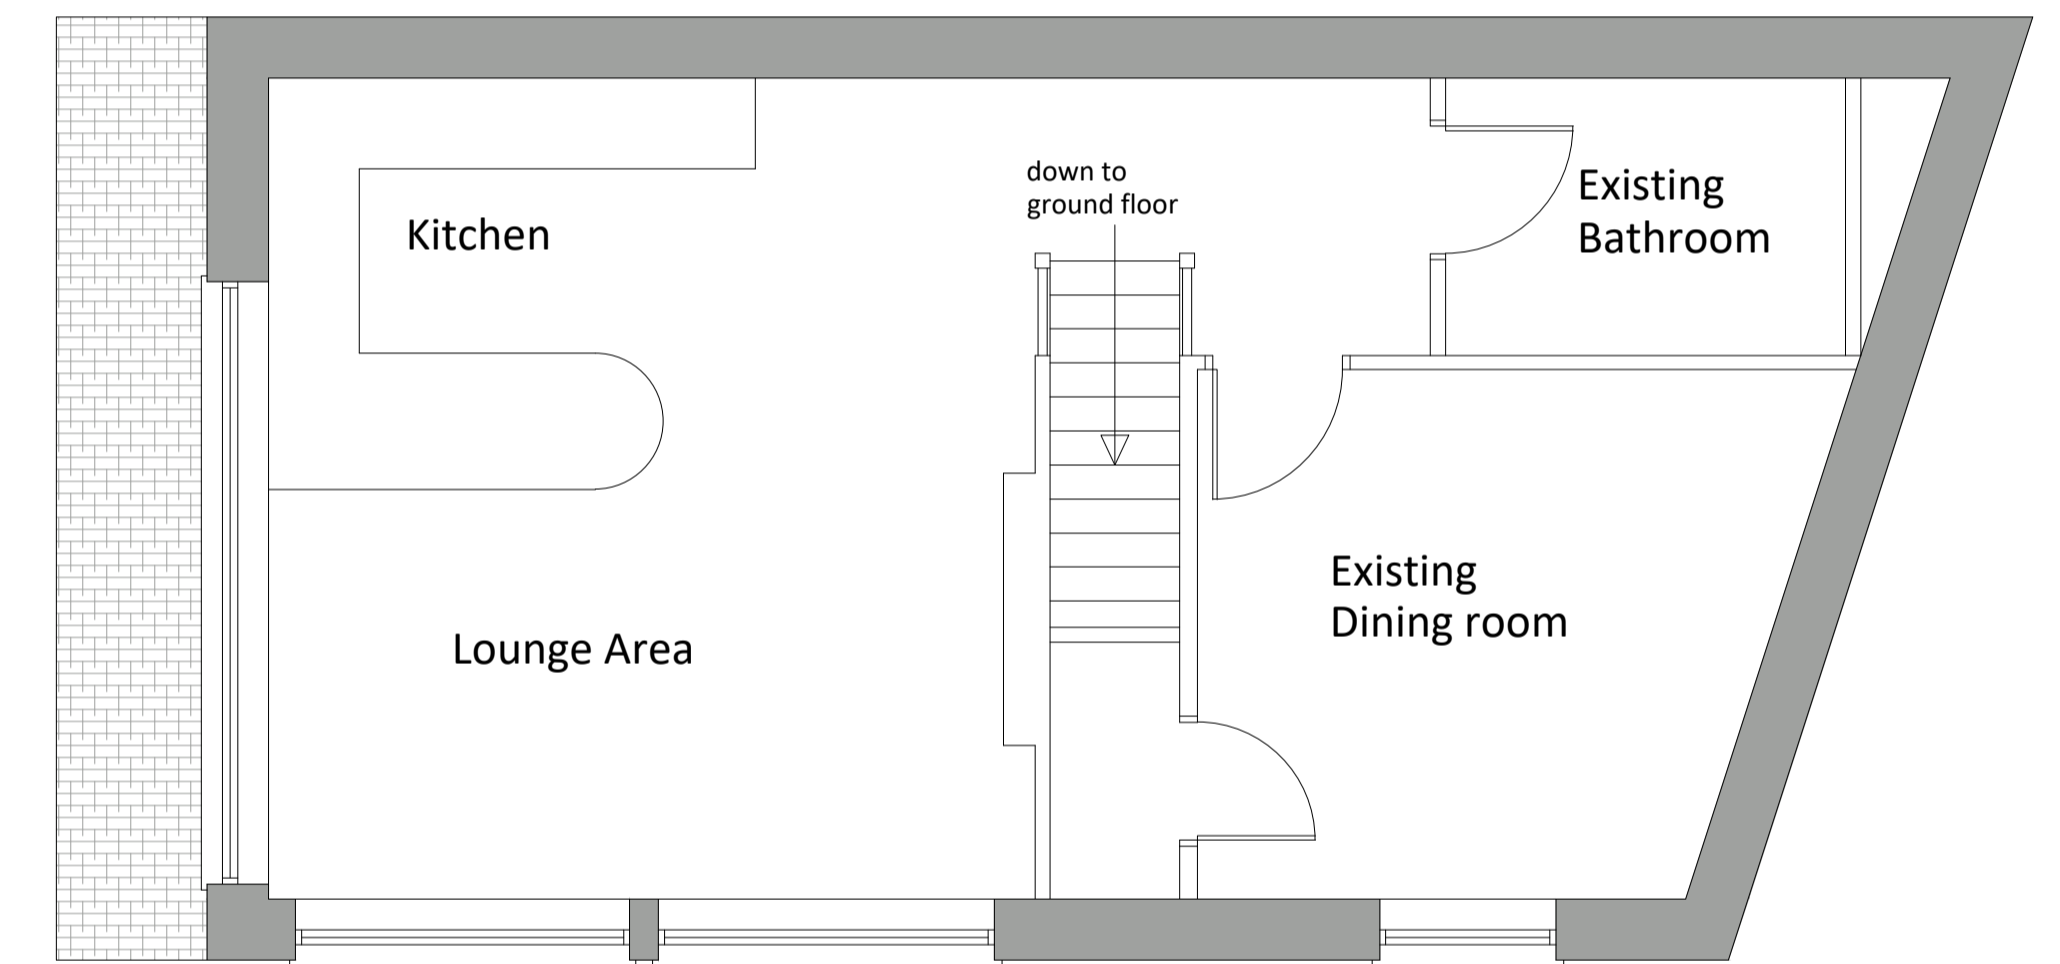 down to
ground floor
Existing
Bathroom
Kitchen
Existing
Dining room
Lounge Area